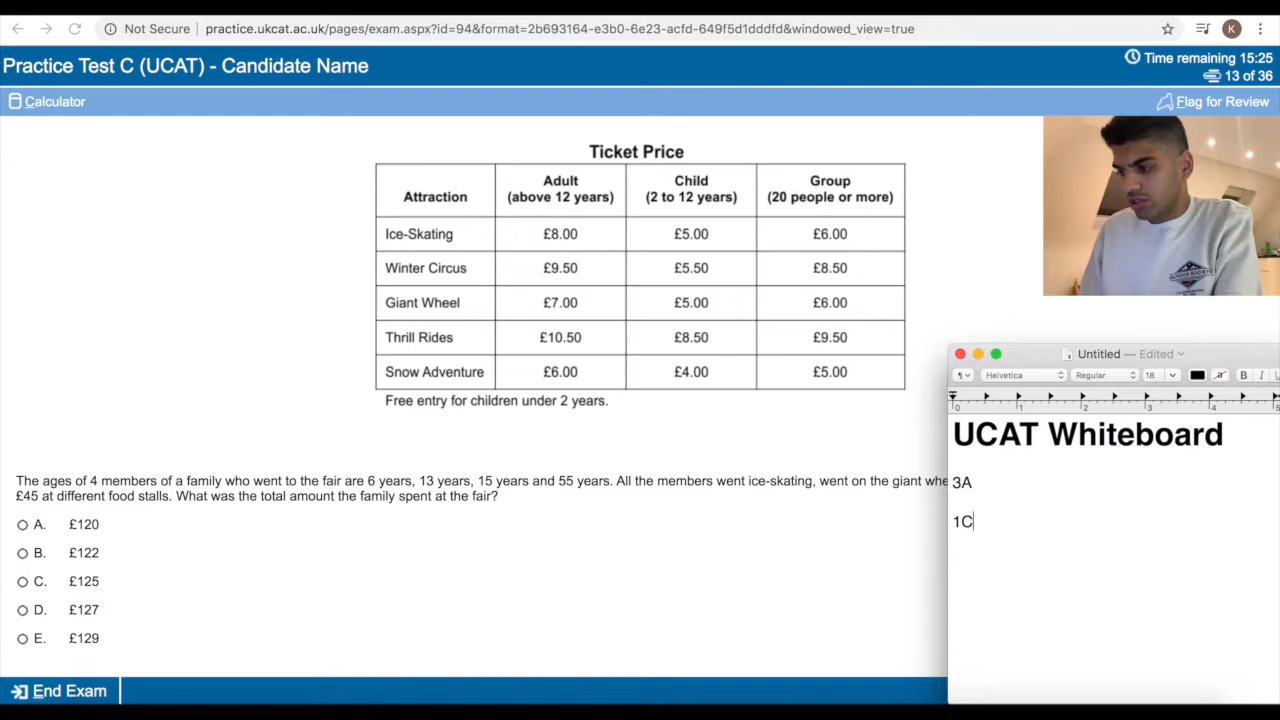 Not Secure practice.ukcat.ac.uk/pages/exam.aspx?id=94&format=2b693164-e3b0-6e23-acfd-649f5d1dddfd&windowed_view=true K
Practice Test C (UCAT) - Candidate Name
Time remaining 15:25
13 of 36
Calculator
Flag for Review
Ticket Price
Attraction Adult (above 12 years) Child (2 to 12 years) Group (20 people or more)
Ice-Skating £8.00 £5.00 £6.00
Winter Circus £9.50 £5.50 £8.50
Giant Wheel £7.00 £5.00 £6.00
Thrill Rides £10.50 £8.50 £9.50
Snow Adventure £6.00 £4.00 £5.00
Free entry for children under 2 years.
The ages of 4 members of a family who went to the fair are 6 years, 13 years, 15 years and 55 years. All the members went ice-skating, went on the giant whe
£45 at different food stalls. What was the total amount the family spent at the fair?
A. £120
B. £122
C. £125
D. £127
E. £129
End Exam
Untitled — Edited
Helvetica Regular 18 a B I U
0 1 2 3 4 5
UCAT Whiteboard
3A
1C